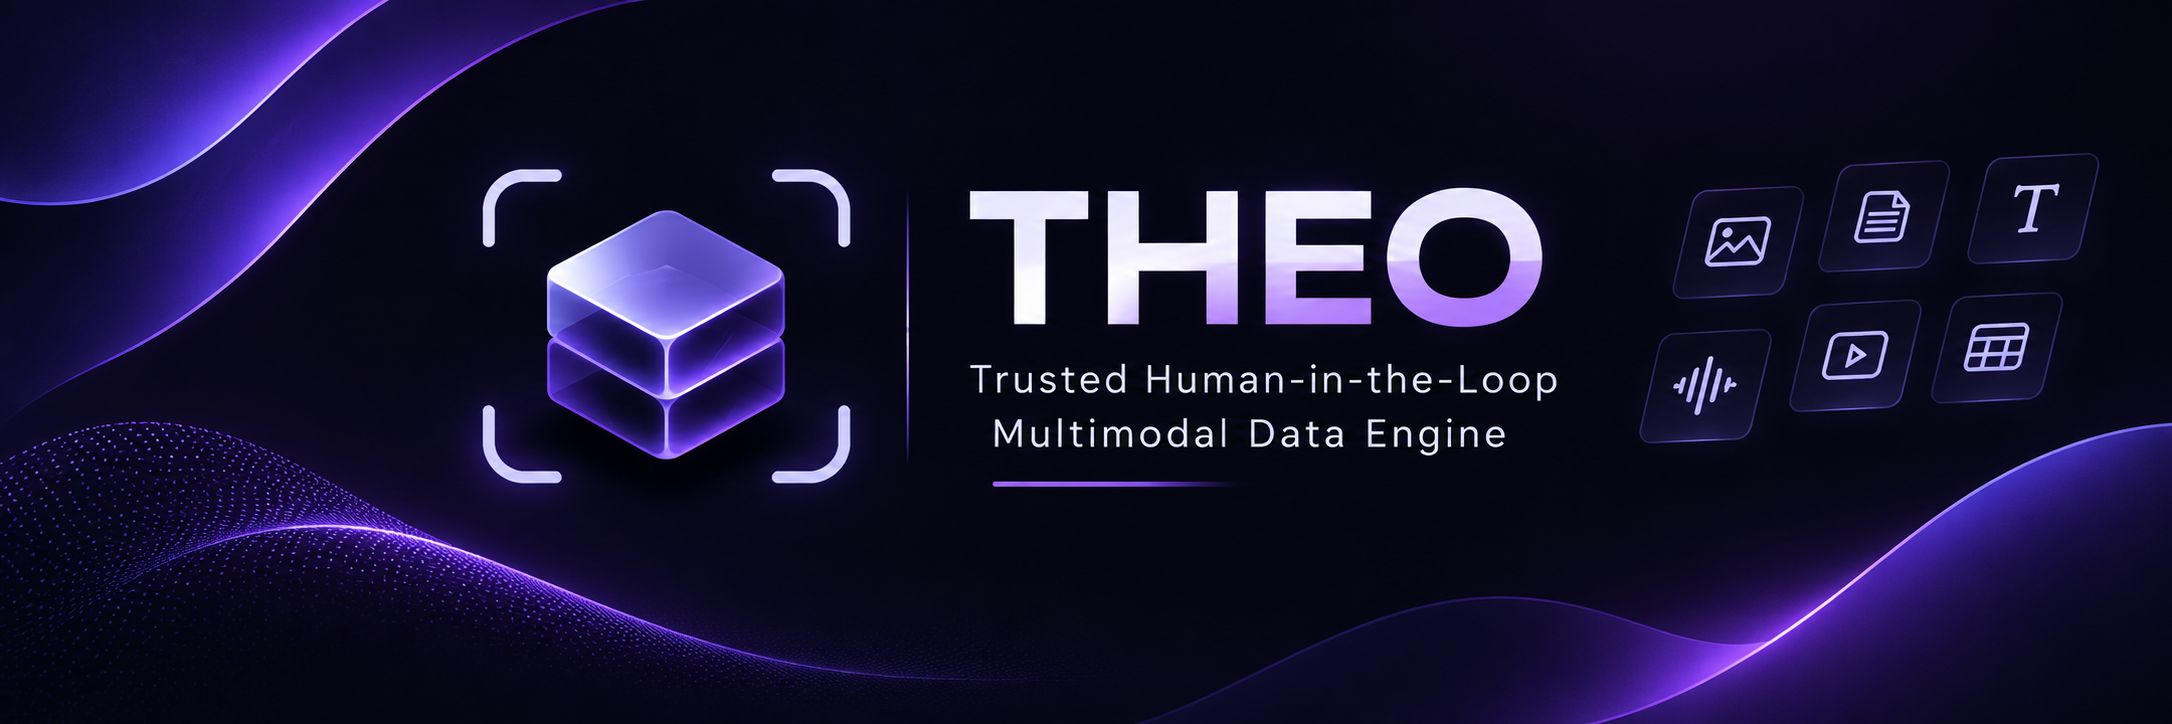 THEO
Trusted Human-in-the-Loop
Multimodal Data Engine
T